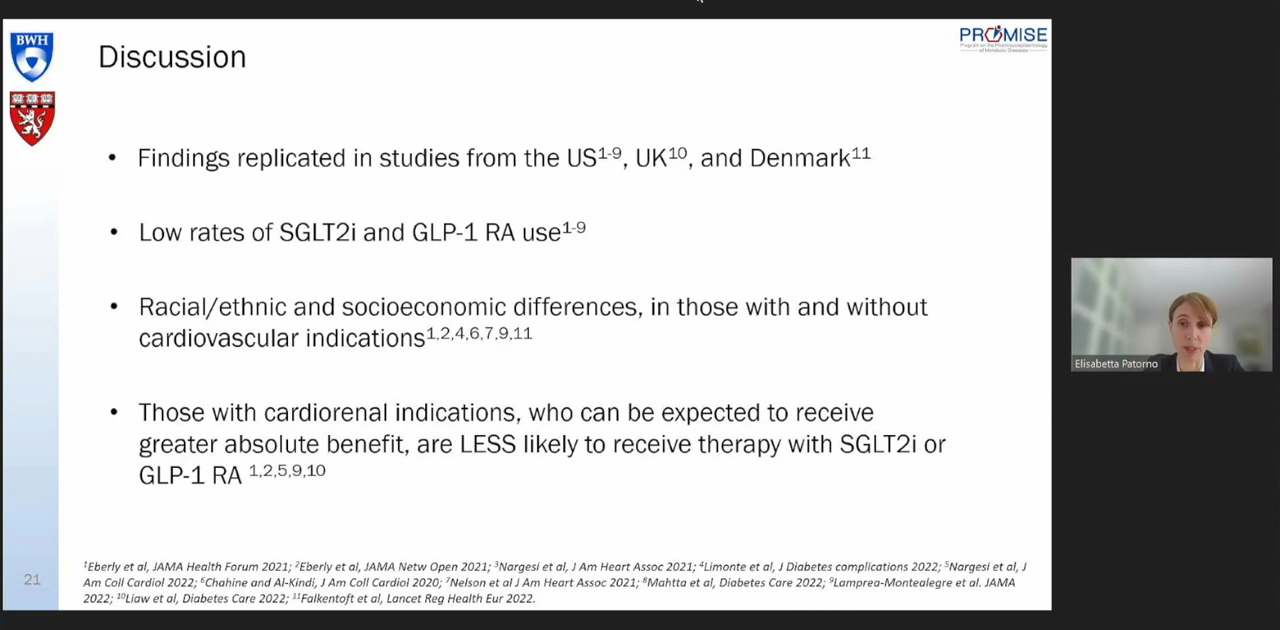 BWH
PROMISE
Program on the Pharmacoepidemiology
of Metabolic Diseases
Discussion
• Findings replicated in studies from the US1-9, UK10, and Denmark11
• Low rates of SGLT2i and GLP-1 RA use1-9
• Racial/ethnic and socioeconomic differences, in those with and without
cardiovascular indications1,2,4,6,7,9,11
• Those with cardiorenal indications, who can be expected to receive
greater absolute benefit, are LESS likely to receive therapy with SGLT2i or
GLP-1 RA 1,2,5,9,10
Elisabetta Patorno
21
1Eberly et al, JAMA Health Forum 2021; 2Eberly et al, JAMA Netw Open 2021; 3Nargesi et al, J Am Heart Assoc 2021; 4Limonte et al, J Diabetes complications 2022; 5Nargesi et al, J
Am Coll Cardiol 2022; 6Chahine and Al-Kindi, J Am Coll Cardiol 2020; 7Nelson et al J Am Heart Assoc 2021; 8Mahtta et al, Diabetes Care 2022; 9Lamprea-Montealegre et al. JAMA
2022; 10Liaw et al, Diabetes Care 2022; 11Falkentoft et al, Lancet Reg Health Eur 2022.